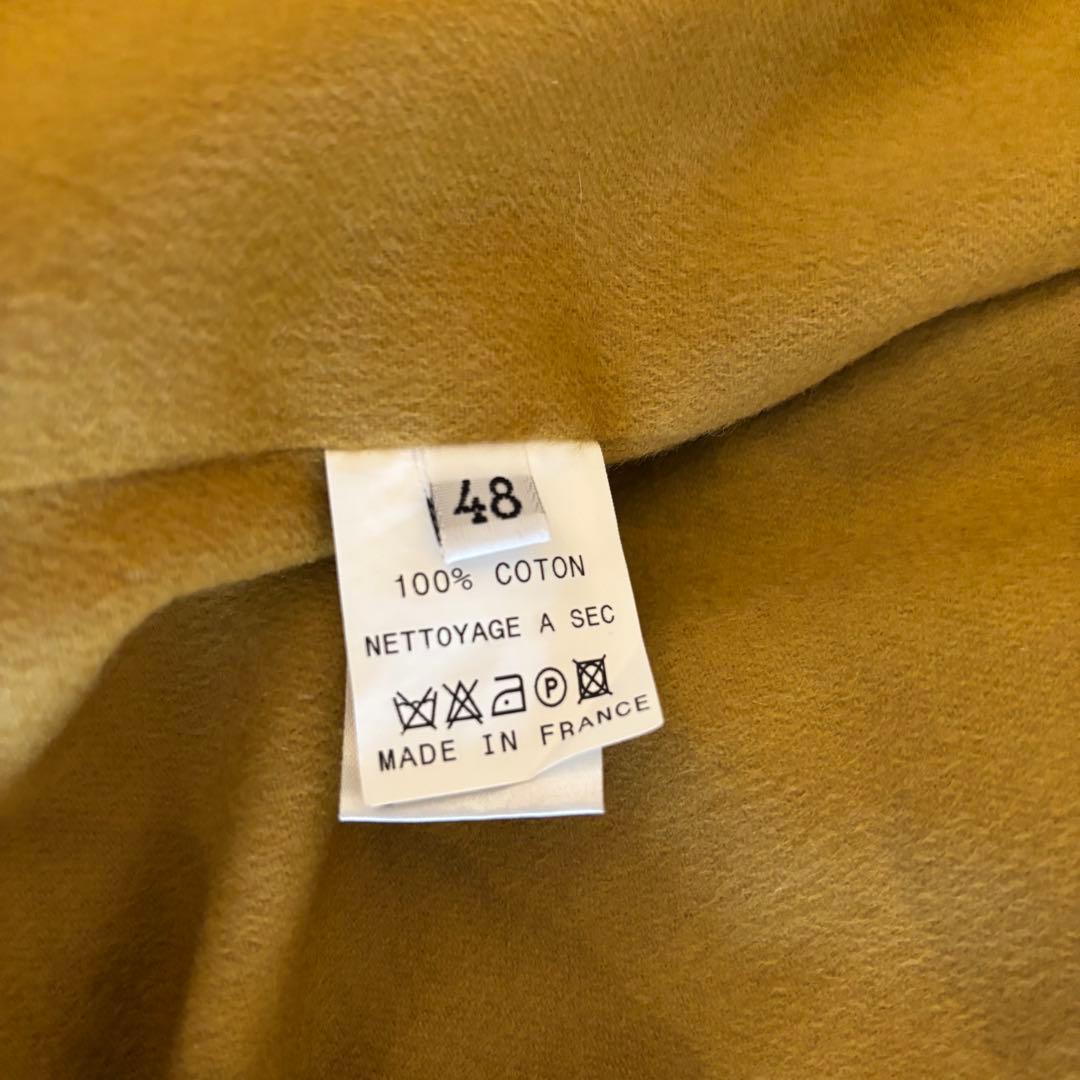 48
100% COTON
NETTOYAGE A SEC
P
MADE IN FRANCE